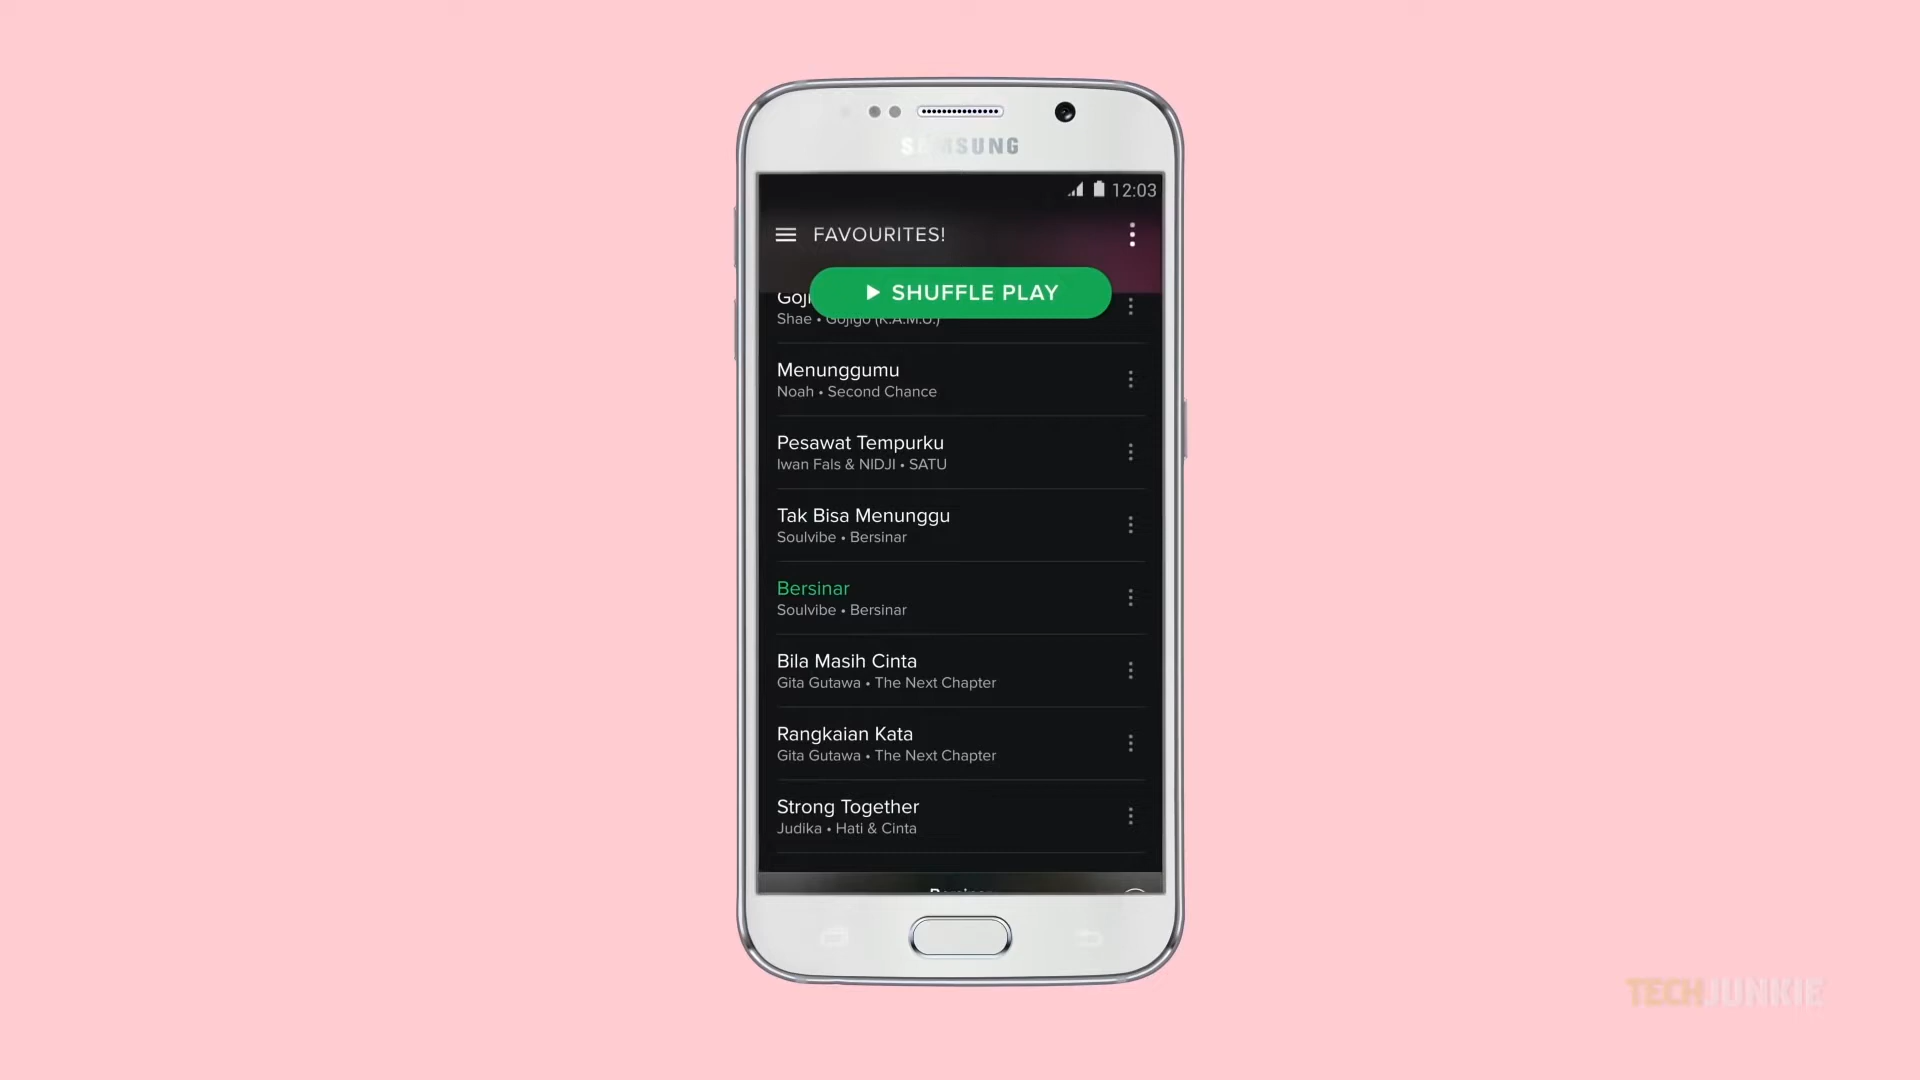 SAMSUNG
12:03
FAVOURITES!
SHUFFLE PLAY
Shae • Gojigo (K.A.M.U.)
Menunggumu
Noah • Second Chance
Pesawat Tempurku
Iwan Fals & NIDJI • SATU
Tak Bisa Menunggu
Soulvibe • Bersinar
Bersinar
Soulvibe • Bersinar
Bila Masih Cinta
Gita Gutawa • The Next Chapter
Rangkaian Kata
Gita Gutawa • The Next Chapter
Strong Together
Judika • Hati & Cinta
TECHJUNKIE